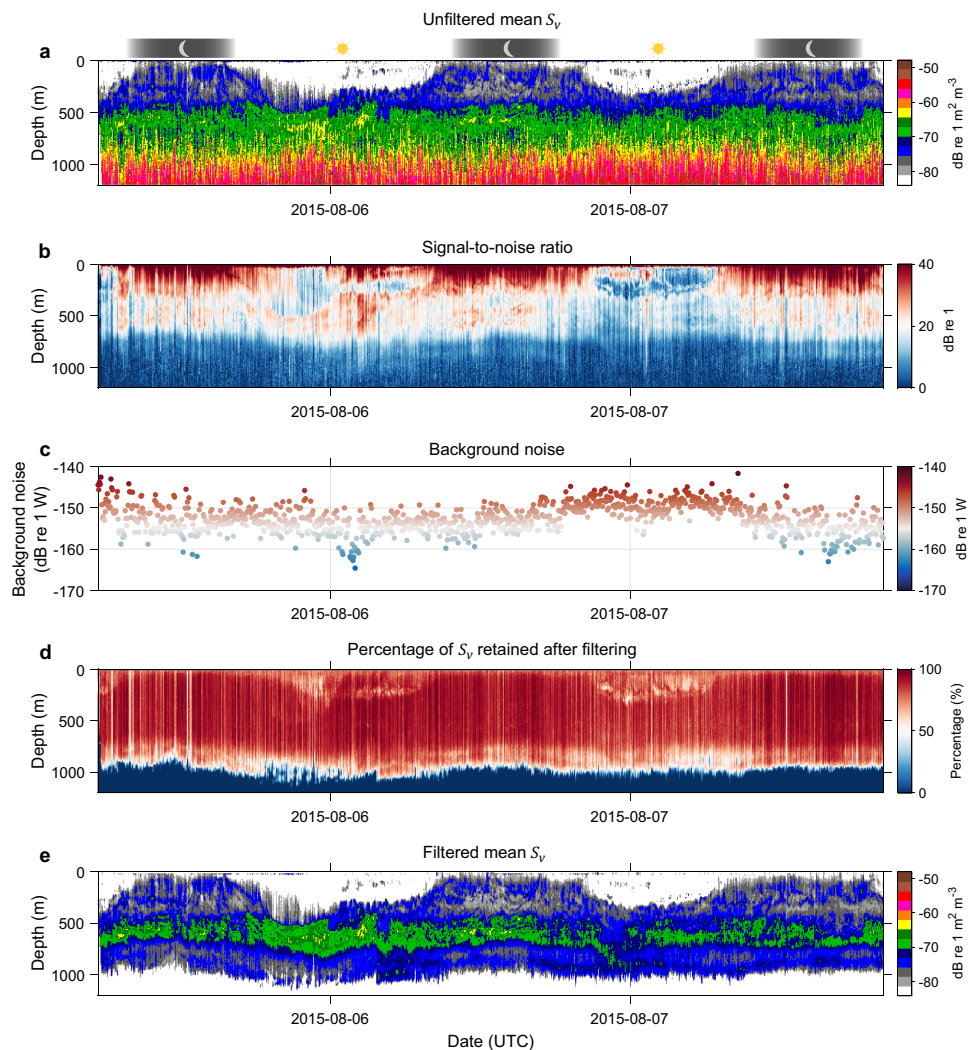 Unfiltered mean Sv
a
0
500
1000
Depth (m)
2015-08-06
2015-08-07
-50
-60
-70
-80
dB re 1 m² m⁻³
b
Signal-to-noise ratio
0
500
1000
Depth (m)
2015-08-06
2015-08-07
40
20
0
dB re 1
c
Background noise
-140
-150
-160
-170
Background noise
(dB re 1 W)
2015-08-06
2015-08-07
-140
-150
-160
-170
dB re 1 W
d
Percentage of Sv retained after filtering
0
500
1000
Depth (m)
2015-08-06
2015-08-07
100
50
0
Percentage (%)
e
Filtered mean Sv
0
500
1000
Depth (m)
2015-08-06
2015-08-07
Date (UTC)
-50
-60
-70
-80
dB re 1 m² m⁻³